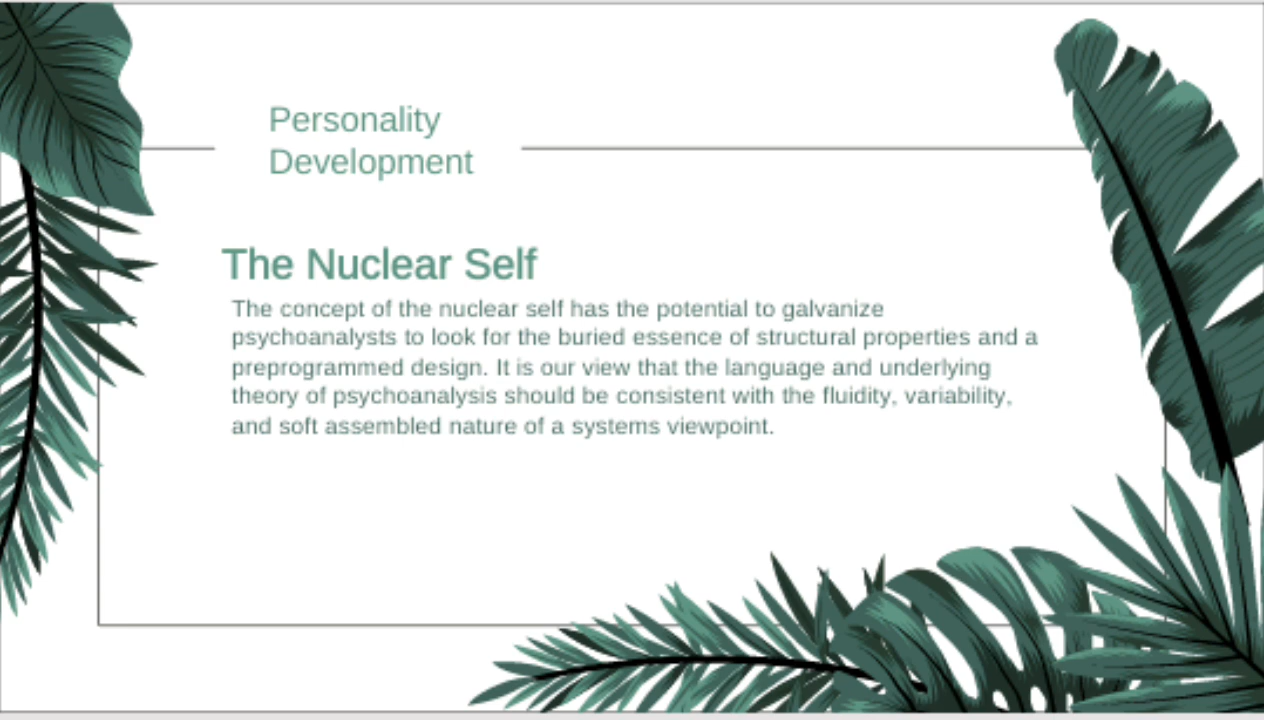 Personality
Development
The Nuclear Self
The concept of the nuclear self has the potential to galvanize
psychoanalysts to look for the buried essence of structural properties and a
preprogrammed design. It is our view that the language and underlying
theory of psychoanalysis should be consistent with the fluidity, variability,
and soft assembled nature of a systems viewpoint.